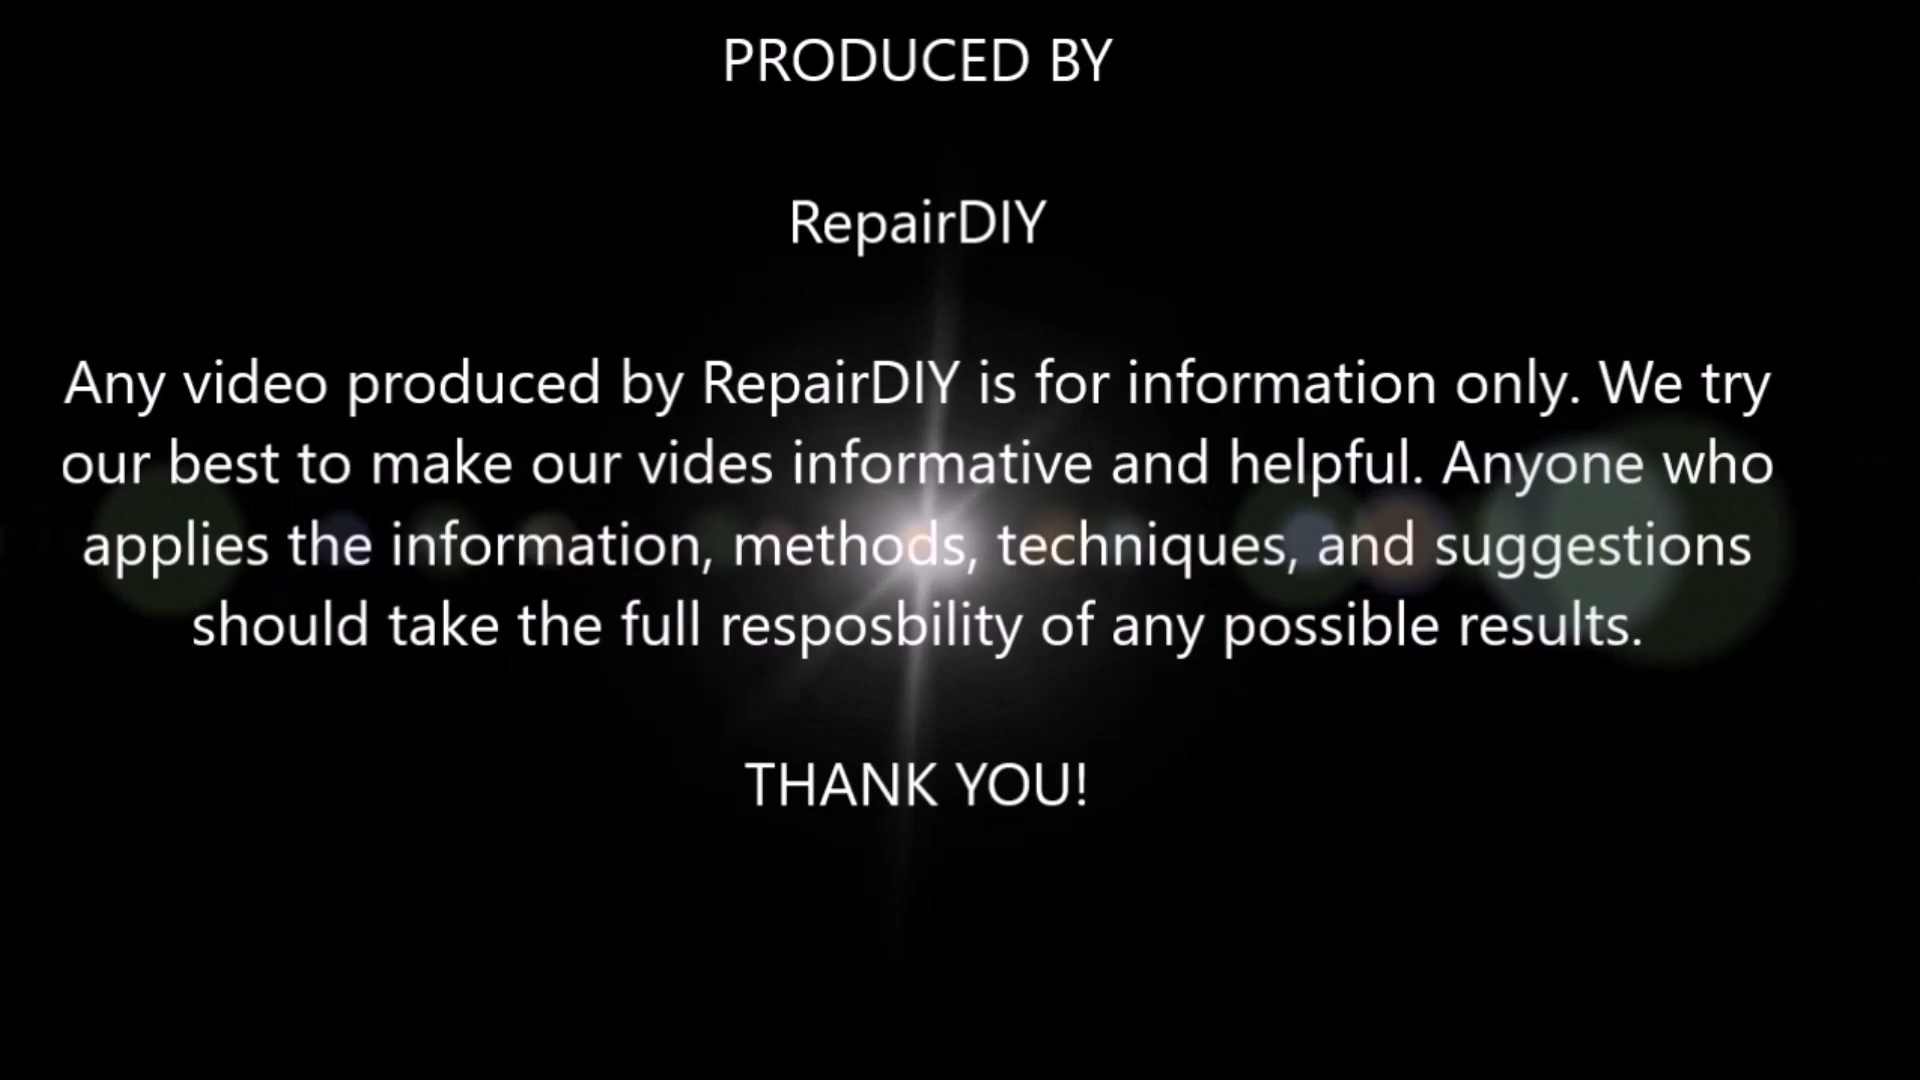 PRODUCED BY
RepairDIY
Any video produced by RepairDIY is for information only. We try
our best to make our vides informative and helpful. Anyone who
applies the information, methods, techniques, and suggestions
should take the full resposbility of any possible results.
THANK YOU!